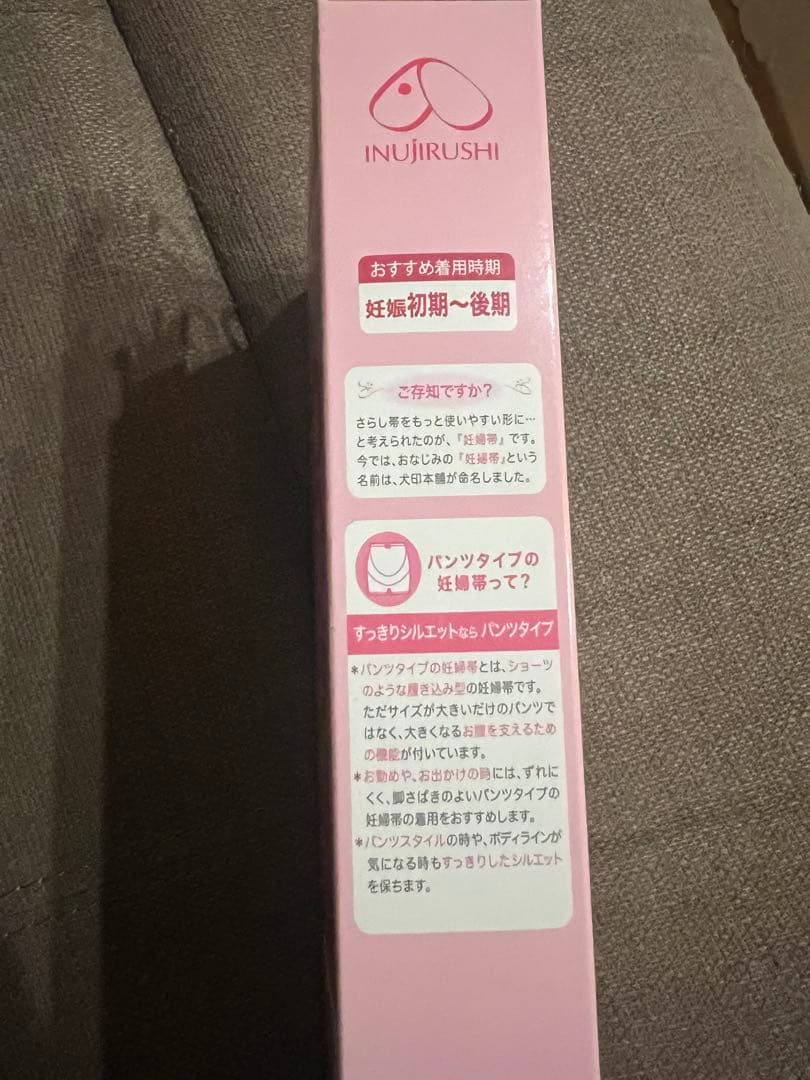 INUJIRUSHI
おすすめ着用時期
妊娠初期〜後期
ご存知ですか？
さらし帯をもっと使いやすい形に…
と考えられたのが、『妊婦帯』です。
今では、おなじみの『妊婦帯』という
名前は、犬印本舗が命名しました。
パンツタイプの
妊婦帯って？
すっきりシルエットなら パンツタイプ
＊パンツタイプの妊婦帯とは、ショーツ
のような履き込み型の妊婦帯です。
ただサイズが大きいだけのパンツで
はなく、大きくなるお腹を支えるため
の機能が付いています。
＊お勤めや、お出かけの時には、ずれに
くく、脚さばきのよいパンツタイプの
妊婦帯の着用をおすすめします。
＊パンツスタイルの時や、ボディラインが
気になる時もすっきりしたシルエット
を保ちます。